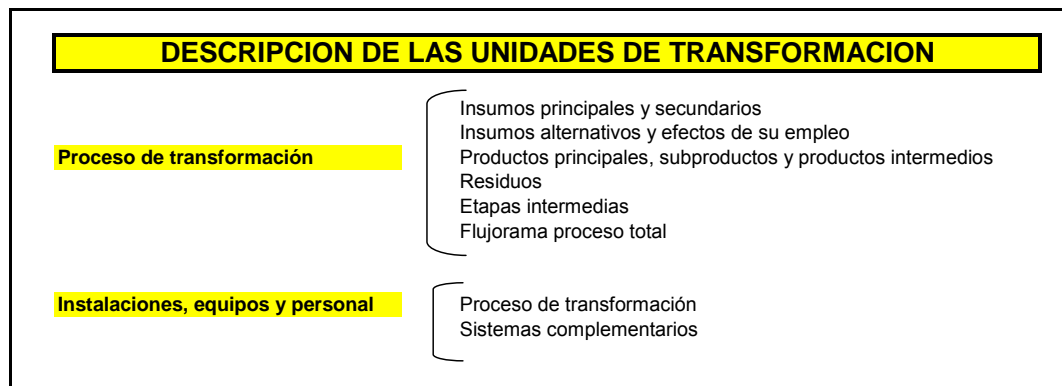 DESCRIPCION DE LAS UNIDADES DE TRANSFORMACION
Proceso de transformación
Insumos principales y secundarios
Insumos alternativos y efectos de su empleo
Productos principales, subproductos y productos intermedios
Residuos
Etapas intermedias
Flujorama proceso total
Instalaciones, equipos y personal
Proceso de transformación
Sistemas complementarios